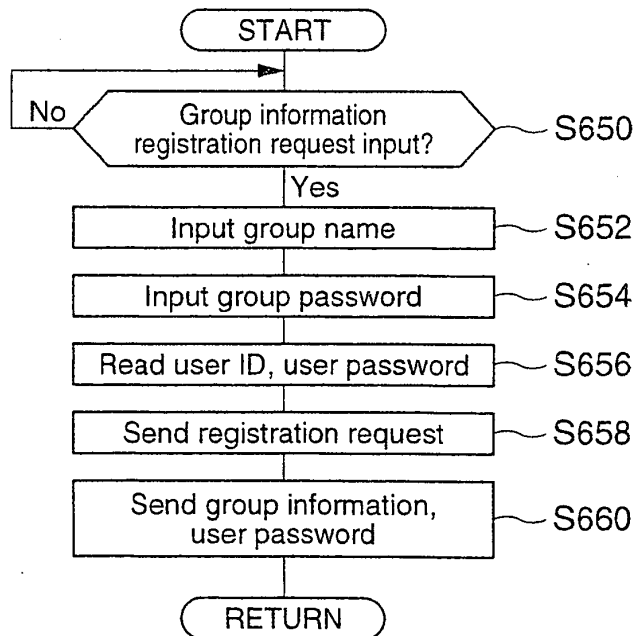 START
No
Group information
registration request input?
S650
Yes
Input group name
S652
Input group password
S654
Read user ID, user password
S656
Send registration request
S658
Send group information,
user password
S660
RETURN